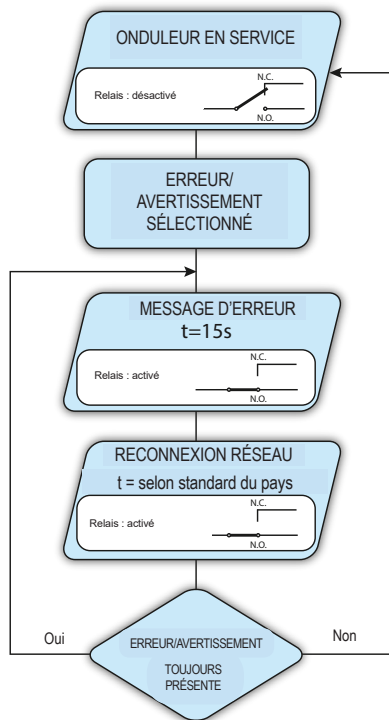 ONDULEUR EN SERVICE
N.C.
Relais : désactivé
N.O.
ERREUR/
AVERTISSEMENT
SÉLECTIONNÉ
MESSAGE D'ERREUR
t=15s
N.C.
Relais : activé
N.O.
RECONNEXION RÉSEAU
t = selon standard du pays
N.C.
Relais : activé
N.O.
Oui
ERREUR/AVERTISSEMENT
Non
TOUJOURS
PRÉSENTE